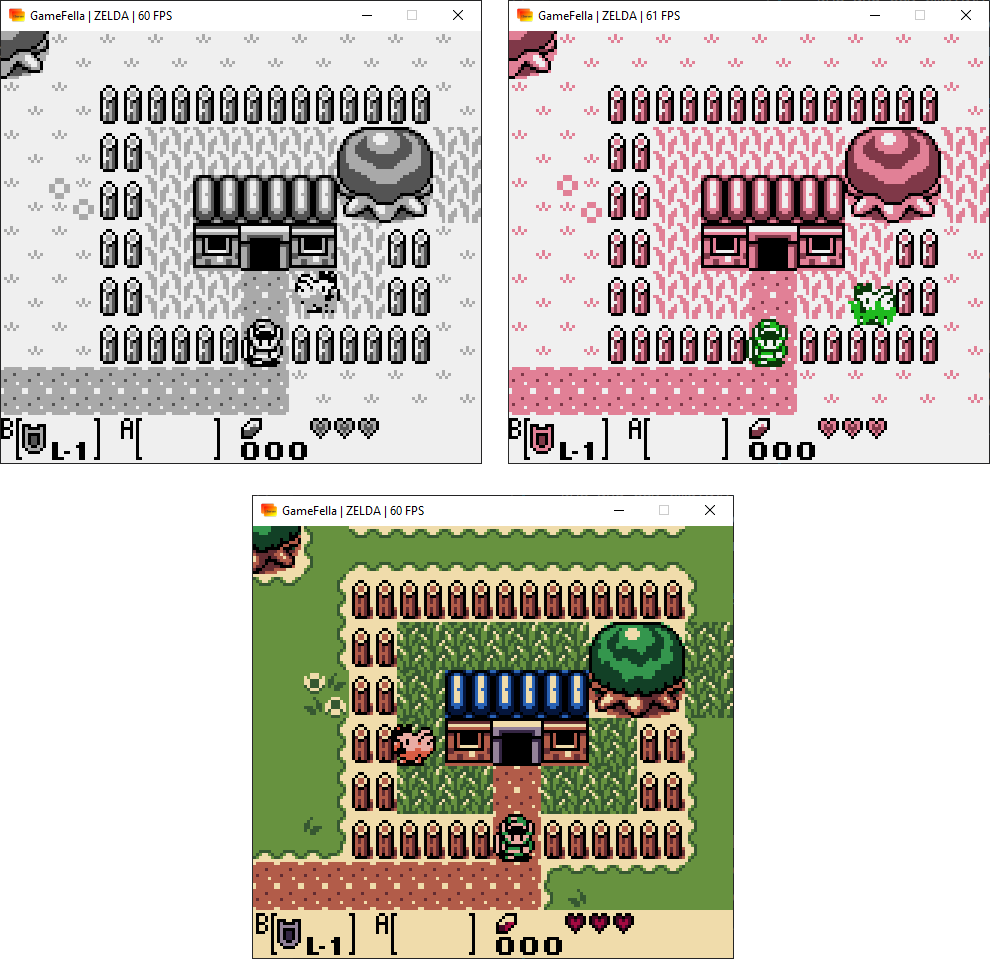 GameFella | ZELDA | 60 FPS
B[ L-1 ] A[ ]
000
GameFella | ZELDA | 61 FPS
B[ L-1 ] A[ ]
000
GameFella | ZELDA | 60 FPS
B[ L-1 ] A[ ]
000